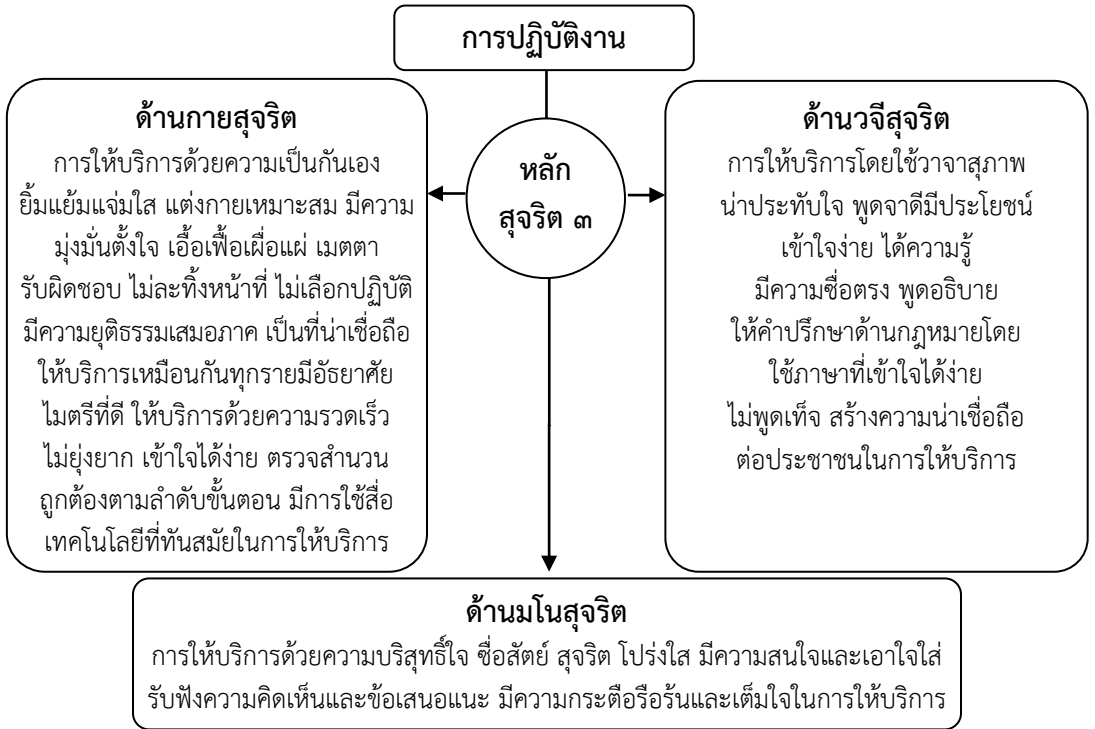 การปฏิบัติงาน
ด้านกายสุจริต
การให้บริการด้วยความเป็นกันเอง
ยิ้มแย้มแจ่มใส แต่งกายเหมาะสม มีความ
มุ่งมั่นตั้งใจ เอื้อเฟื้อเผื่อแผ่ เมตตา
รับผิดชอบ ไม่ละทิ้งหน้าที่ ไม่เลือกปฏิบัติ
มีความยุติธรรมเสมอภาค เป็นที่น่าเชื่อถือ
ให้บริการเหมือนกันทุกรายมีอัธยาศัย
ไมตรีที่ดี ให้บริการด้วยความรวดเร็ว
ไม่ยุ่งยาก เข้าใจได้ง่าย ตรวจสำนวน
ถูกต้องตามลำดับขั้นตอน มีการใช้สื่อ
เทคโนโลยีที่ทันสมัยในการให้บริการ
หลัก
สุจริต ๓
ด้านวจีสุจริต
การให้บริการโดยใช้วาจาสุภาพ
น่าประทับใจ พูดจาดีมีประโยชน์
เข้าใจง่าย ได้ความรู้
มีความซื่อตรง พูดอธิบาย
ให้คำปรึกษาด้านกฎหมายโดย
ใช้ภาษาที่เข้าใจได้ง่าย
ไม่พูดเท็จ สร้างความน่าเชื่อถือ
ต่อประชาชนในการให้บริการ
ด้านมโนสุจริต
การให้บริการด้วยความบริสุทธิ์ใจ ซื่อสัตย์ สุจริต โปร่งใส มีความสนใจและเอาใจใส่
รับฟังความคิดเห็นและข้อเสนอแนะ มีความกระตือรือร้นและเต็มใจในการให้บริการ